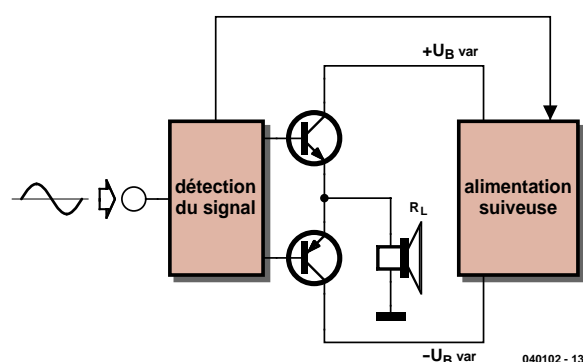 +UB var
détection
du signal
RL
alimentation
suiveuse
−UB var
040102 - 13